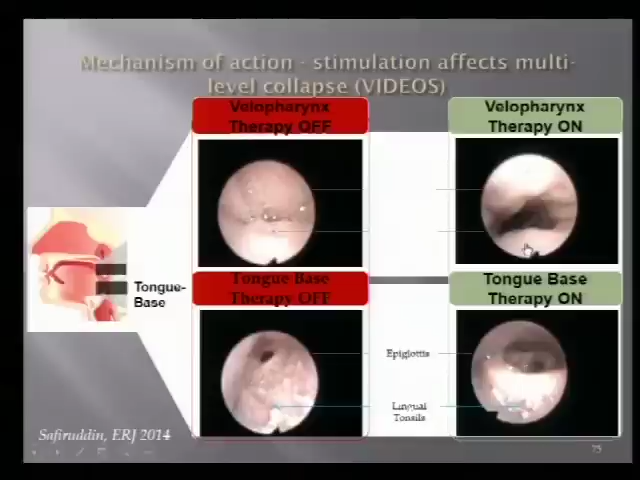 Mechanism of action - stimulation affects multi-
level collapse (VIDEOS)
Velopharynx
Therapy OFF
Velopharynx
Therapy ON
Tongue-
Base
Tongue Base
Therapy OFF
Tongue Base
Therapy ON
Epiglottis
Lingual
Tonsils
Safiruddin, ERJ 2014
75